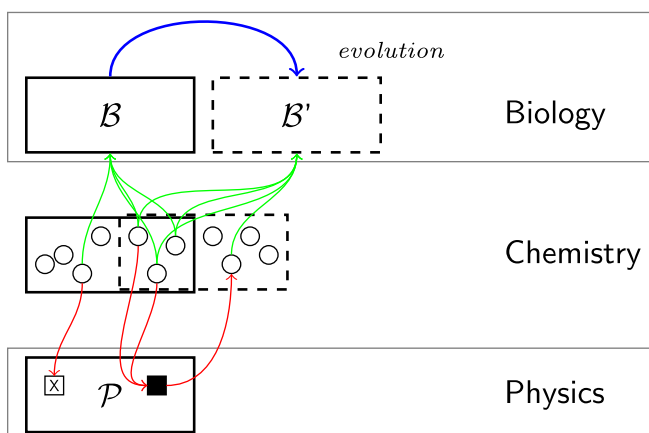 evolution
ℬ ℬ' Biology
Chemistry
X 𝒫 Physics